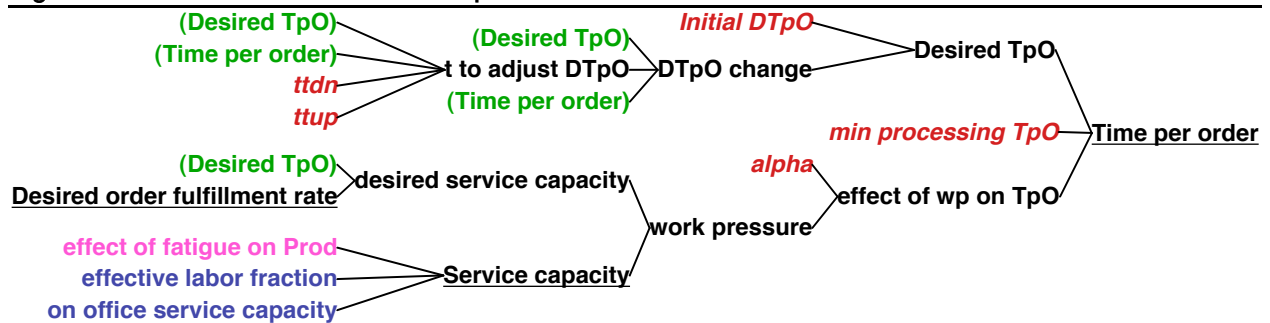 (Desired TpO)
(Time per order)
ttdn
ttup
(Desired TpO)
t to adjust DTpO
(Time per order)
DTpO change
Initial DTpO
Desired TpO
min processing TpO
Time per order
(Desired TpO)
Desired order fulfillment rate
desired service capacity
alpha
effect of wp on TpO
work pressure
effect of fatigue on Prod
effective labor fraction
on office service capacity
Service capacity